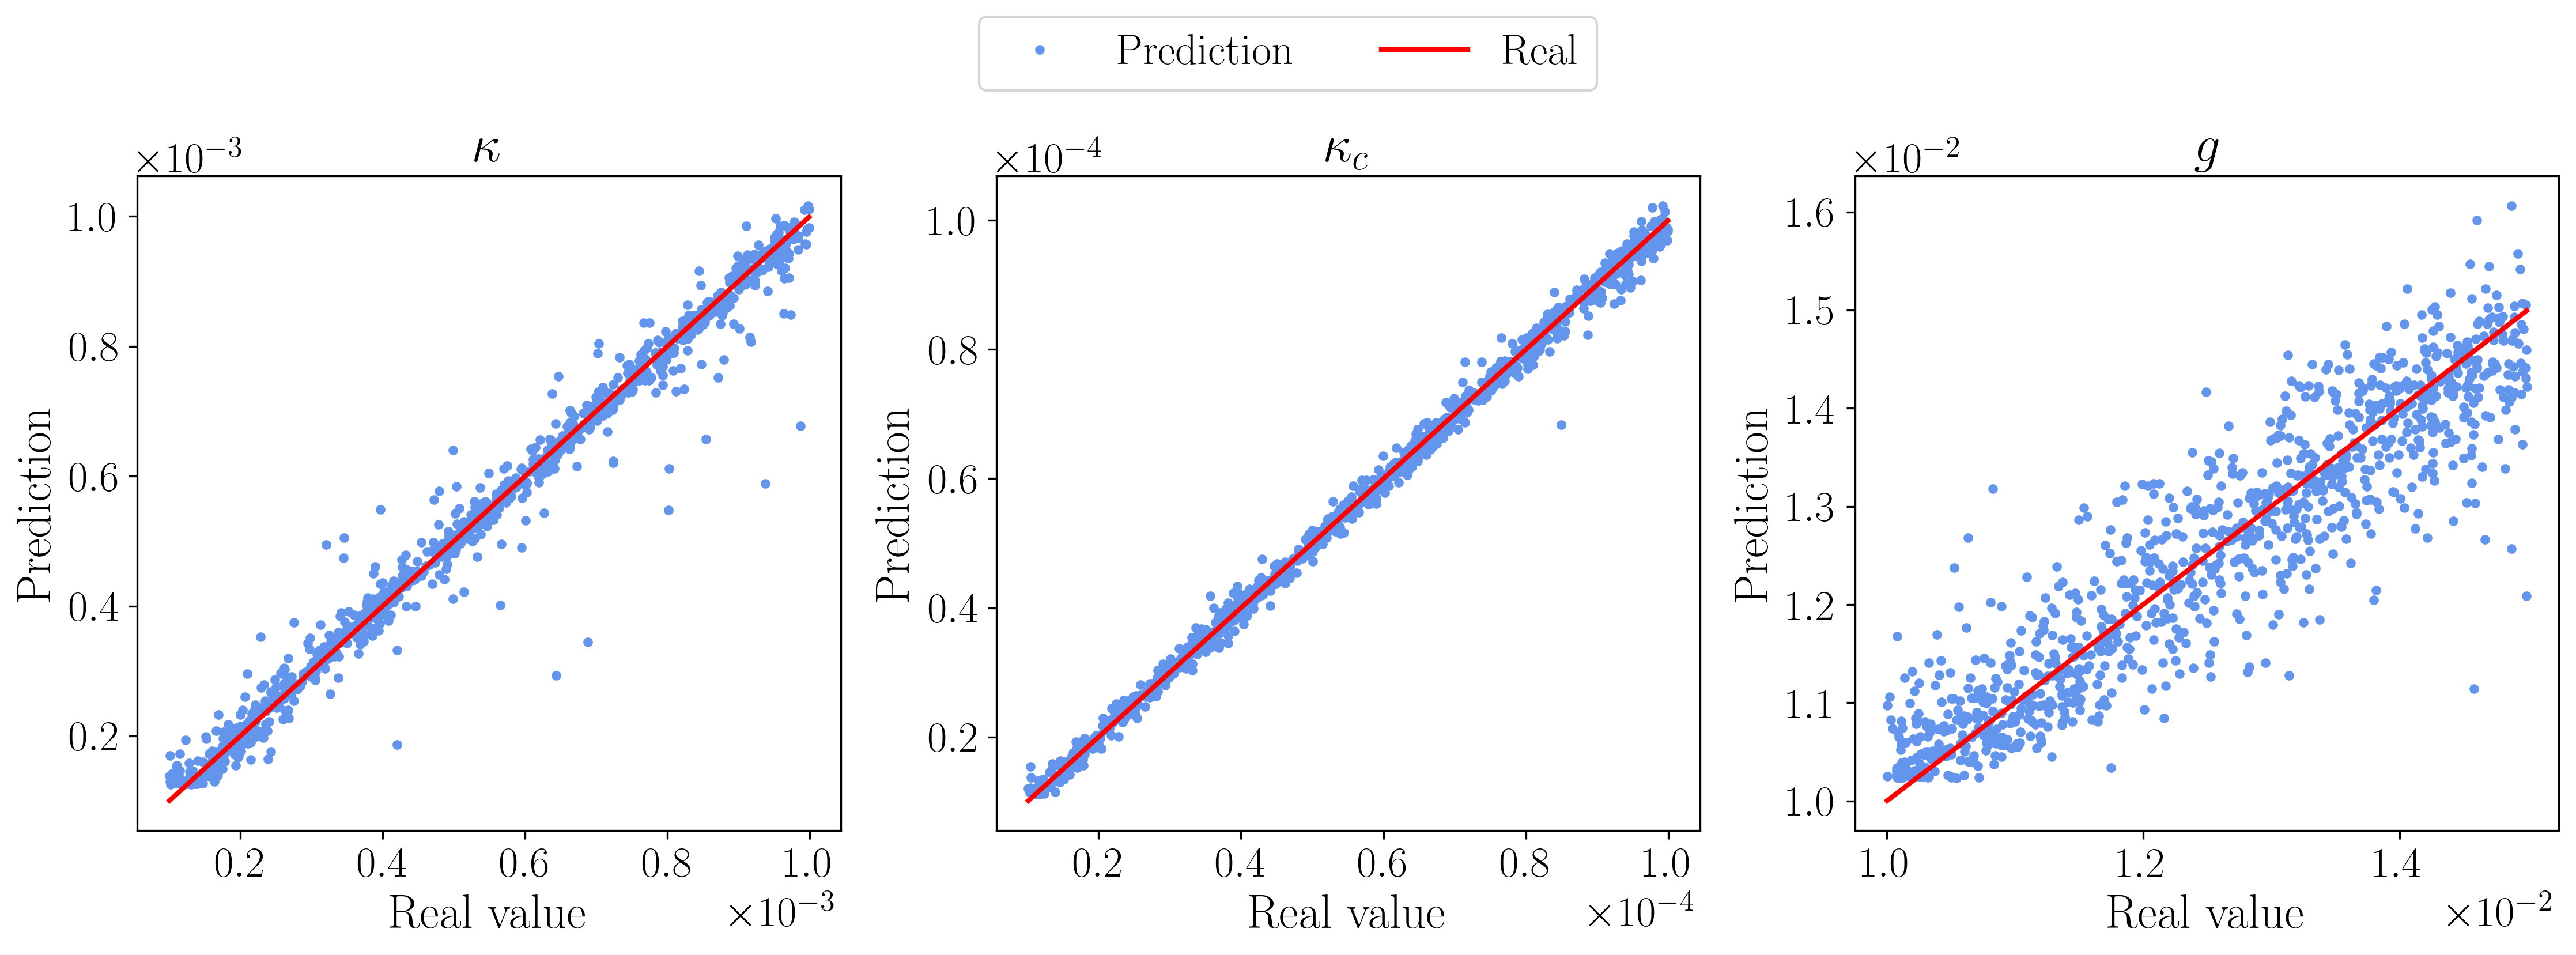 Prediction Real
×10⁻³ κ
1.0
0.8
0.6
0.4
0.2
Prediction
0.2 0.4 0.6 0.8 1.0
Real value ×10⁻³
×10⁻⁴ κ_c
1.0
0.8
0.6
0.4
0.2
Prediction
0.2 0.4 0.6 0.8 1.0
Real value ×10⁻⁴
×10⁻² g
1.6
1.5
1.4
1.3
1.2
1.1
1.0
Prediction
1.0 1.2 1.4
Real value ×10⁻²